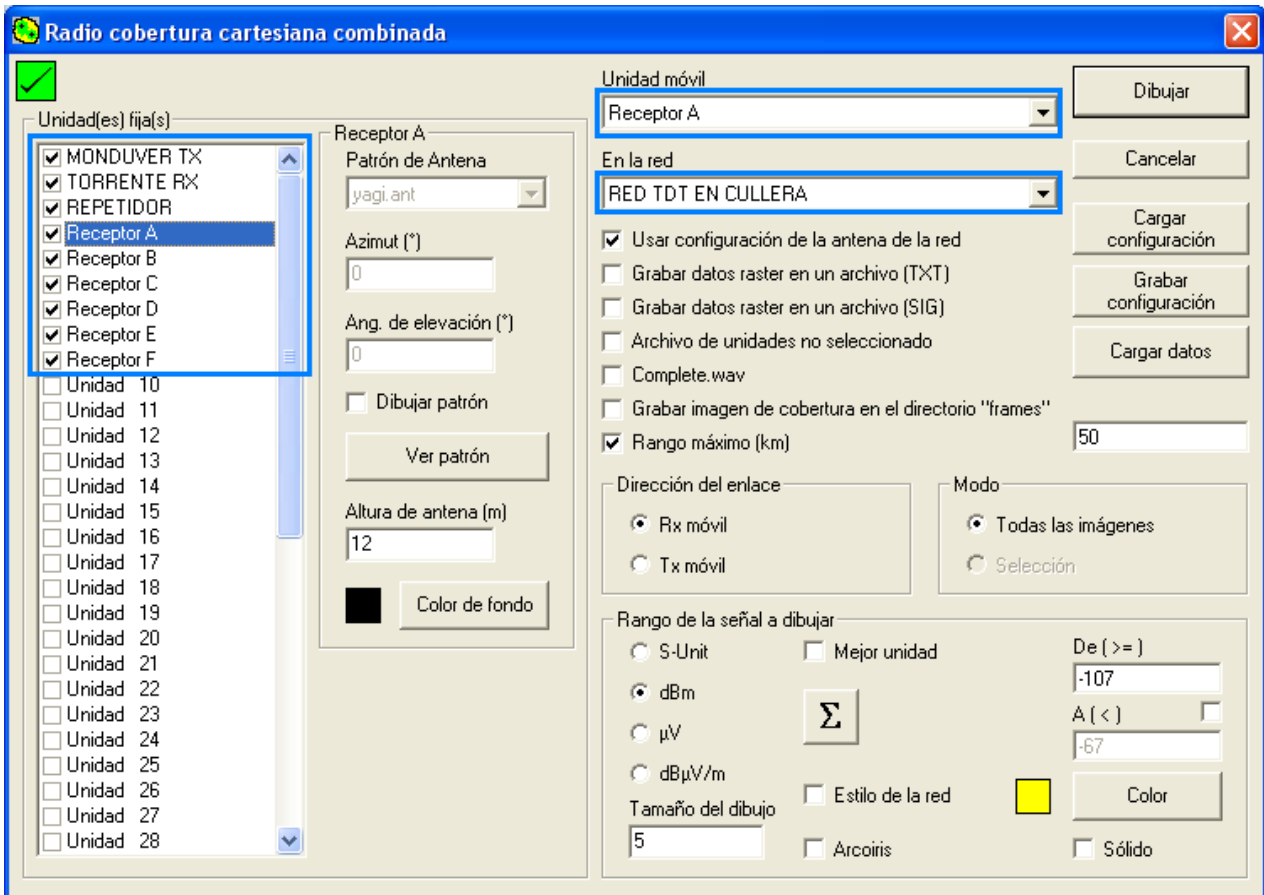 Radio cobertura cartesiana combinada
Unidad(es) fija(s)
MONDUVER TX
TORRENTE RX
REPETIDOR
Receptor A
Receptor B
Receptor C
Receptor D
Receptor E
Receptor F
Unidad 10
Unidad 11
Unidad 12
Unidad 13
Unidad 14
Unidad 15
Unidad 16
Unidad 17
Unidad 18
Unidad 19
Unidad 20
Unidad 21
Unidad 22
Unidad 23
Unidad 24
Unidad 25
Unidad 26
Unidad 27
Unidad 28
Receptor A
Patrón de Antena
yagi.ant
Azimut (°)
0
Ang. de elevación (°)
0
Dibujar patrón
Ver patrón
Altura de antena (m)
12
Color de fondo
Unidad móvil
Receptor A
En la red
RED TDT EN CULLERA
Usar configuración de la antena de la red
Grabar datos raster en un archivo (TXT)
Grabar datos raster en un archivo (SIG)
Archivo de unidades no seleccionado
Complete.wav
Grabar imagen de cobertura en el directorio "frames"
Rango máximo (km)
50
Dibujar
Cancelar
Cargar
configuración
Grabar
configuración
Cargar datos
Dirección del enlace
Rx móvil
Tx móvil
Modo
Todas las imágenes
Selección
Rango de la señal a dibujar
S-Unit
dBm
µV
dBµV/m
Tamaño del dibujo
5
Mejor unidad
Σ
Estilo de la red
Arcoiris
De ( >= )
-107
A ( < )
-67
Color
Sólido